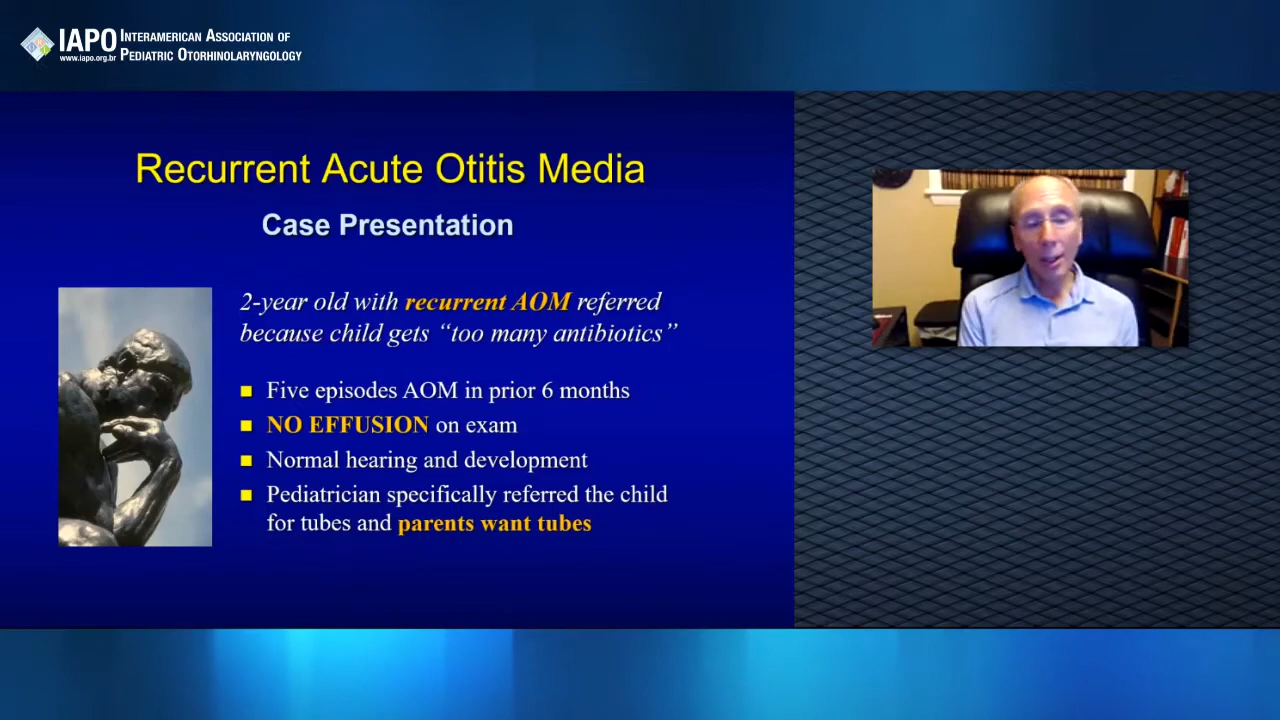 IAPO
www.iapo.org.br
INTERAMERICAN ASSOCIATION OF
PEDIATRIC OTORHINOLARYNGOLOGY
Recurrent Acute Otitis Media
Case Presentation
2-year old with recurrent AOM referred
because child gets “too many antibiotics”
Five episodes AOM in prior 6 months
NO EFFUSION on exam
Normal hearing and development
Pediatrician specifically referred the child
for tubes and parents want tubes